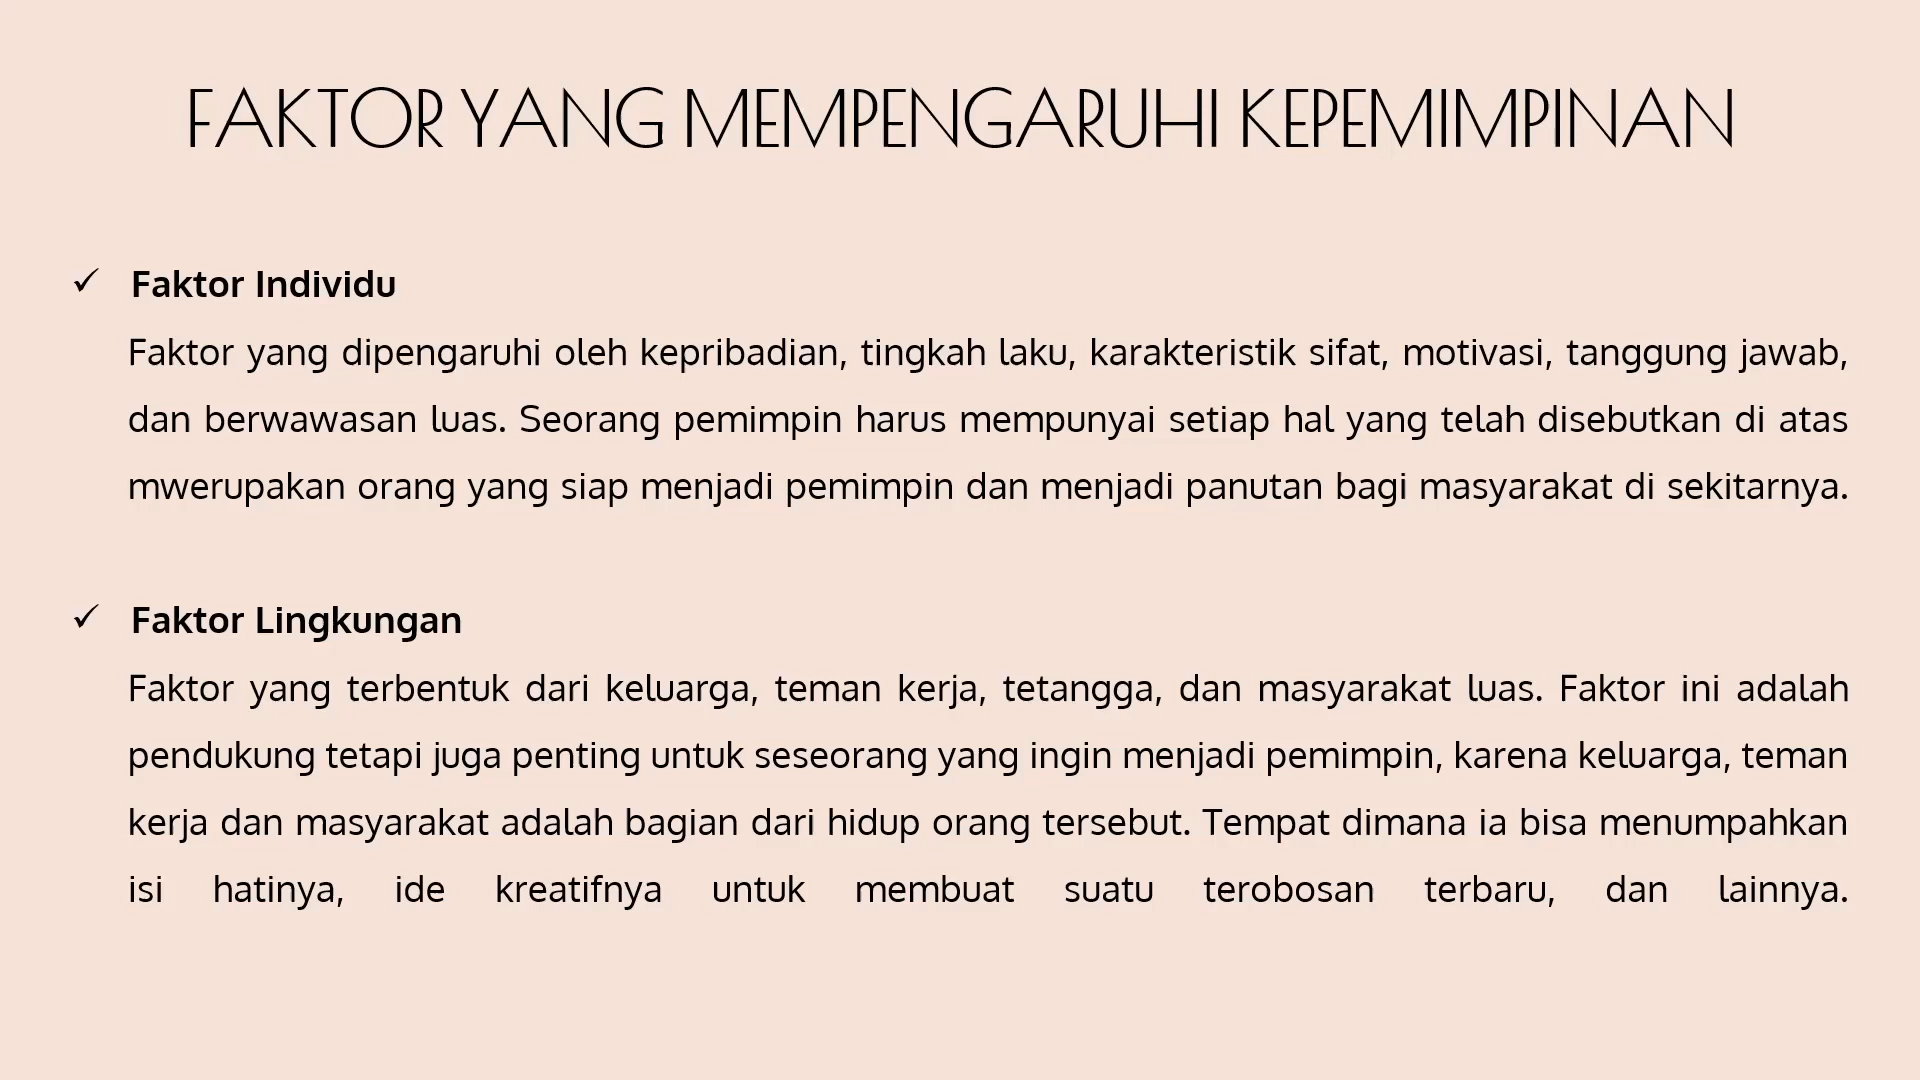 FAKTOR YANG MEMPENGARUHI KEPEMIMPINAN
✓ Faktor Individu
Faktor yang dipengaruhi oleh kepribadian, tingkah laku, karakteristik sifat, motivasi, tanggung jawab,
dan berwawasan luas. Seorang pemimpin harus mempunyai setiap hal yang telah disebutkan di atas
mwerupakan orang yang siap menjadi pemimpin dan menjadi panutan bagi masyarakat di sekitarnya.
✓ Faktor Lingkungan
Faktor yang terbentuk dari keluarga, teman kerja, tetangga, dan masyarakat luas. Faktor ini adalah
pendukung tetapi juga penting untuk seseorang yang ingin menjadi pemimpin, karena keluarga, teman
kerja dan masyarakat adalah bagian dari hidup orang tersebut. Tempat dimana ia bisa menumpahkan
isi hatinya, ide kreatifnya untuk membuat suatu terobosan terbaru, dan lainnya.